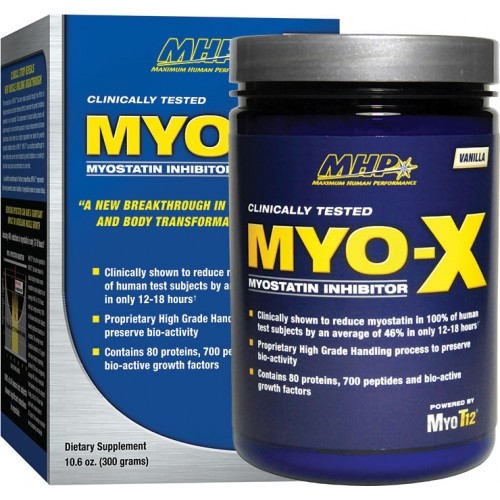 MHP
MAXIMUM HUMAN PERFORMANCE
CLINICALLY TESTED
MYO-
MYOSTATIN INHIBITOR
"A NEW BREAKTHROUGH IN
AND BODY TRANSFORMA
Clinically shown to reduce m
of human test subjects by an
in only 12-18 hours†
Proprietary High Grade Handl
preserve bio-activity
Contains 80 proteins, 700 pe
bio-active growth factors
Dietary Supplement
10.6 oz. (300 grams)
MHP
MAXIMUM HUMAN PERFORMANCE
VANILLA
CLINICALLY TESTED
MYO-X
MYOSTATIN INHIBITOR
Clinically shown to reduce myostatin in 100% of human
test subjects by an average of 46% in only 12-18 hours†
Proprietary High Grade Handling process to preserve
bio-activity
Contains 80 proteins, 700 peptides and bio-active
growth factors
POWERED BY
MYOT12®